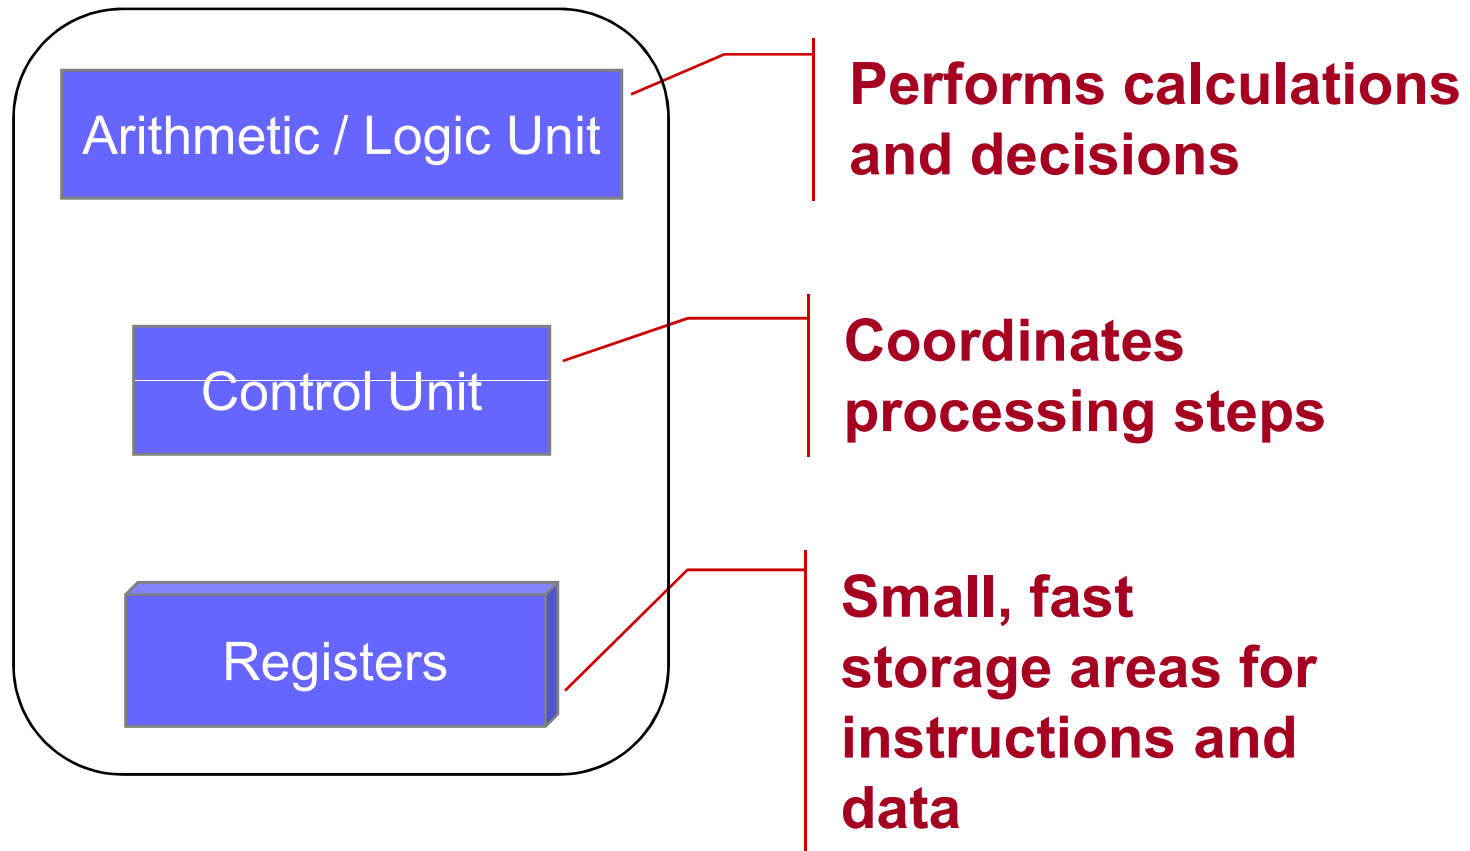 Arithmetic / Logic Unit
Performs calculations
and decisions
Control Unit
Coordinates
processing steps
Registers
Small, fast
storage areas for
instructions and
data